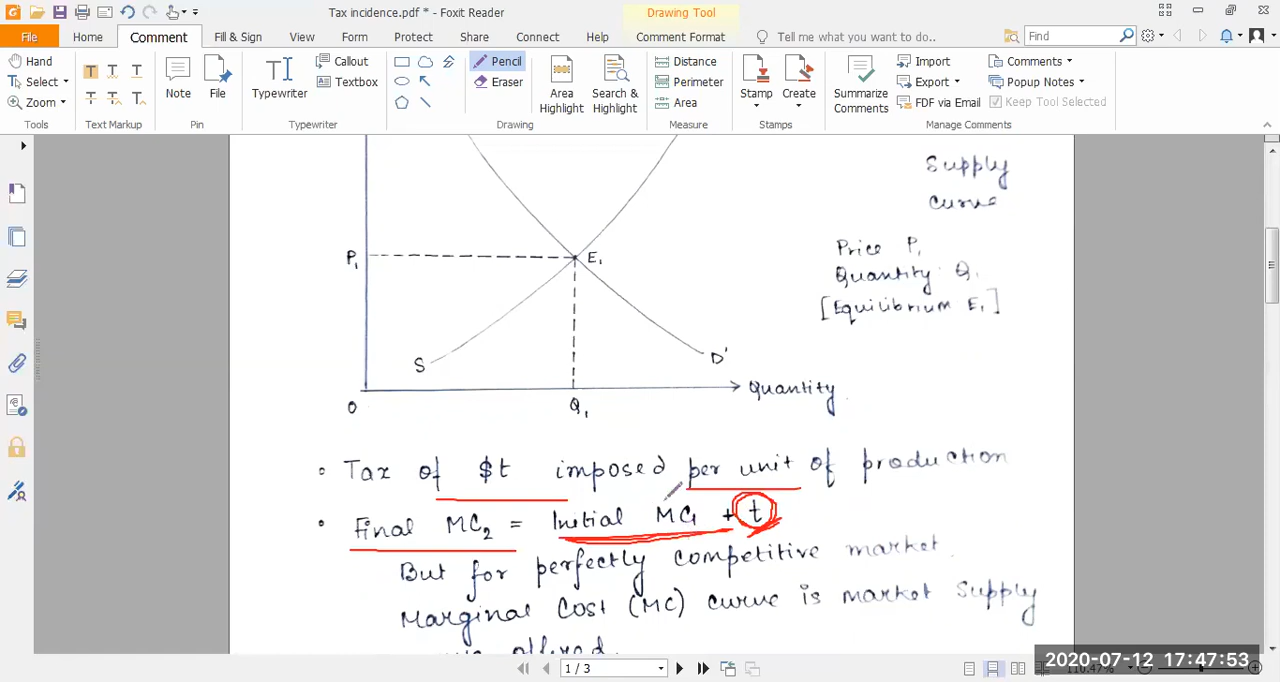 Tax incidence.pdf * - Foxit Reader
Drawing Tool
File Home Comment Fill & Sign View Form Protect Share Connect Help Comment Format Tell me what you want to do.. Find
Hand
Select
Zoom
Tools
Text Markup
Note
File
Pin
Typewriter
Callout
Textbox
Typewriter
Pencil
Eraser
Drawing
Area
Highlight
Search &
Highlight
Distance
Perimeter
Area
Measure
Stamp
Create
Stamps
Summarize
Comments
Import
Export
FDF via Email
Comments
Popup Notes
Keep Tool Selected
Manage Comments
Supply
curve
Price P₁
Quantity Q₁
[Equilibrium E₁]
P₁
E₁
S
D'
Quantity
O
Q₁
• Tax of $t imposed per unit of production
• Final MC₂ = Initial MC₁ + t
But for perfectly competitive market
Marginal Cost (MC) curve is market supply
offered.
1 / 3
2020-07-12 17:47:53